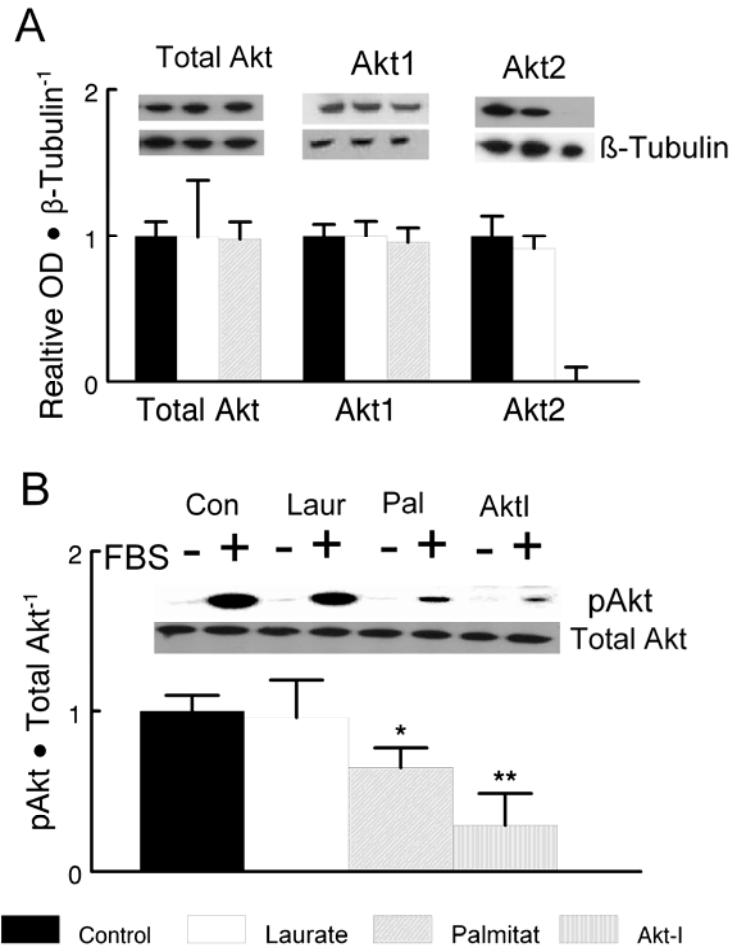 A
Total Akt Akt1 Akt2
2
ß-Tubulin
1
0
Realtive OD • β-Tubulin-1
Total Akt Akt1 Akt2
B
Con Laur Pal AktI
2 FBS - + - + - + - +
pAkt
Total Akt
1
*
**
0
pAkt • Total Akt-1
Control Laurate Palmitat Akt-I